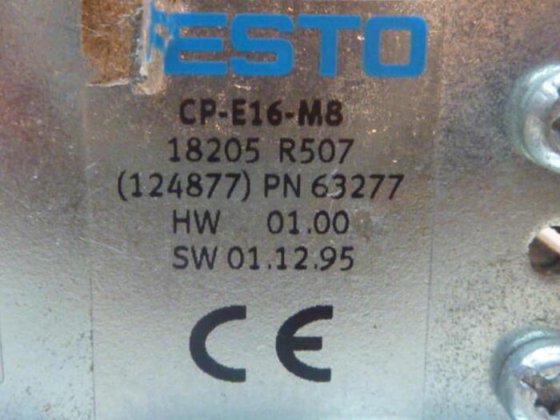 FESTO
CP-E16-M8
18205 R507
(124877) PN 63277
HW 01.00
SW 01.12.95
CE